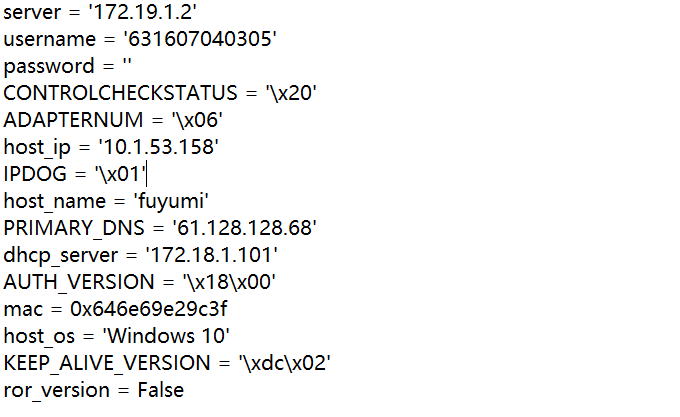 server = '172.19.1.2'
username = '631607040305'
password = ''
CONTROLCHECKSTATUS = '\x20'
ADAPTERNUM = '\x06'
host_ip = '10.1.53.158'
IPDOG = '\x01'
host_name = 'fuyumi'
PRIMARY_DNS = '61.128.128.68'
dhcp_server = '172.18.1.101'
AUTH_VERSION = '\x18\x00'
mac = 0x646e69e29c3f
host_os = 'Windows 10'
KEEP_ALIVE_VERSION = '\xdc\x02'
ror_version = False